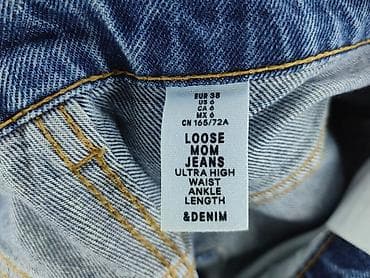 EUR 38
US 6
CA 6
MX 6
CN 165/72A
LOOSE
MOM
JEANS
ULTRA HIGH
WAIST
ANKLE
LENGTH
&DENIM